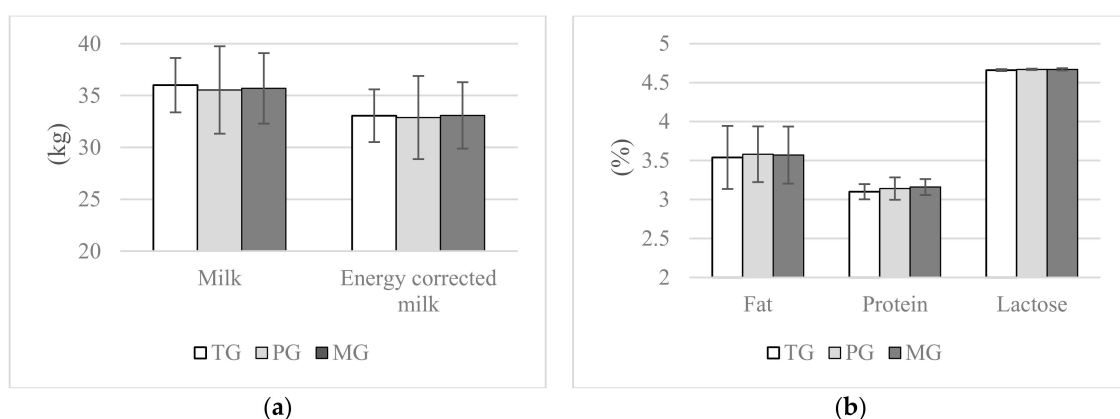 40
35
30
25
20
(kg)
Milk
Energy corrected
milk
TG PG MG
(a)
5
4.5
4
3.5
3
2.5
2
(%)
Fat Protein Lactose
TG PG MG
(b)